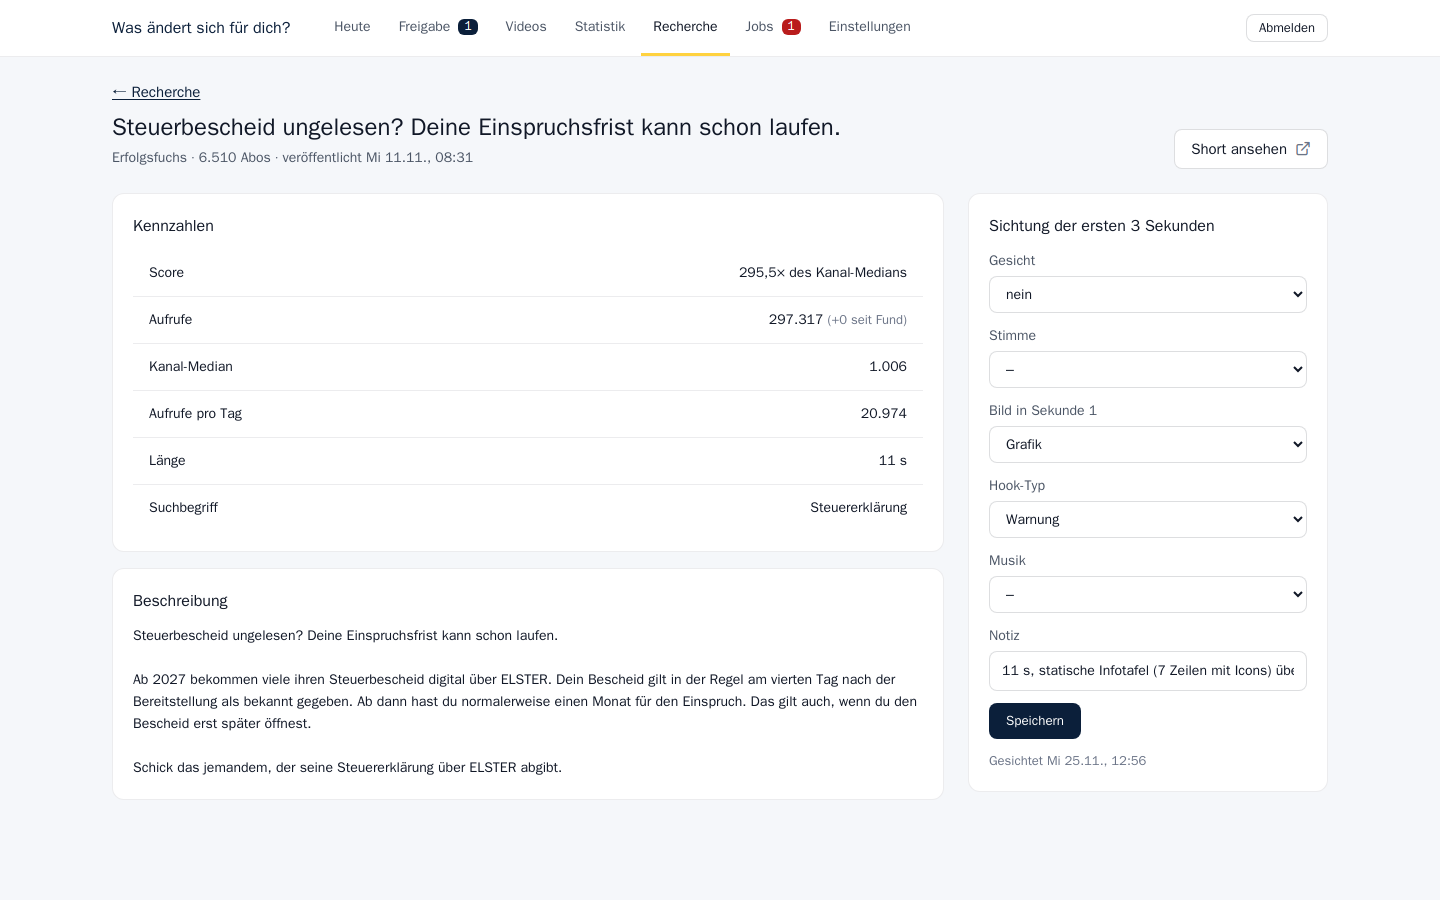 Was ändert sich für dich?
Heute
Freigabe 1
Videos
Statistik
Recherche
Jobs 1
Einstellungen
Abmelden
← Recherche
Steuerbescheid ungelesen? Deine Einspruchsfrist kann schon laufen.
Erfolgsfuchs · 6.510 Abos · veröffentlicht Mi 11.11., 08:31
Short ansehen
Kennzahlen
Score 295,5× des Kanal-Medians
Aufrufe 297.317 (+0 seit Fund)
Kanal-Median 1.006
Aufrufe pro Tag 20.974
Länge 11 s
Suchbegriff Steuererklärung
Beschreibung
Steuerbescheid ungelesen? Deine Einspruchsfrist kann schon laufen.
Ab 2027 bekommen viele ihren Steuerbescheid digital über ELSTER. Dein Bescheid gilt in der Regel am vierten Tag nach der
Bereitstellung als bekannt gegeben. Ab dann hast du normalerweise einen Monat für den Einspruch. Das gilt auch, wenn du den
Bescheid erst später öffnest.
Schick das jemandem, der seine Steuererklärung über ELSTER abgibt.
Sichtung der ersten 3 Sekunden
Gesicht
nein
Stimme
–
Bild in Sekunde 1
Grafik
Hook-Typ
Warnung
Musik
–
Notiz
11 s, statische Infotafel (7 Zeilen mit Icons) übe
Speichern
Gesichtet Mi 25.11., 12:56